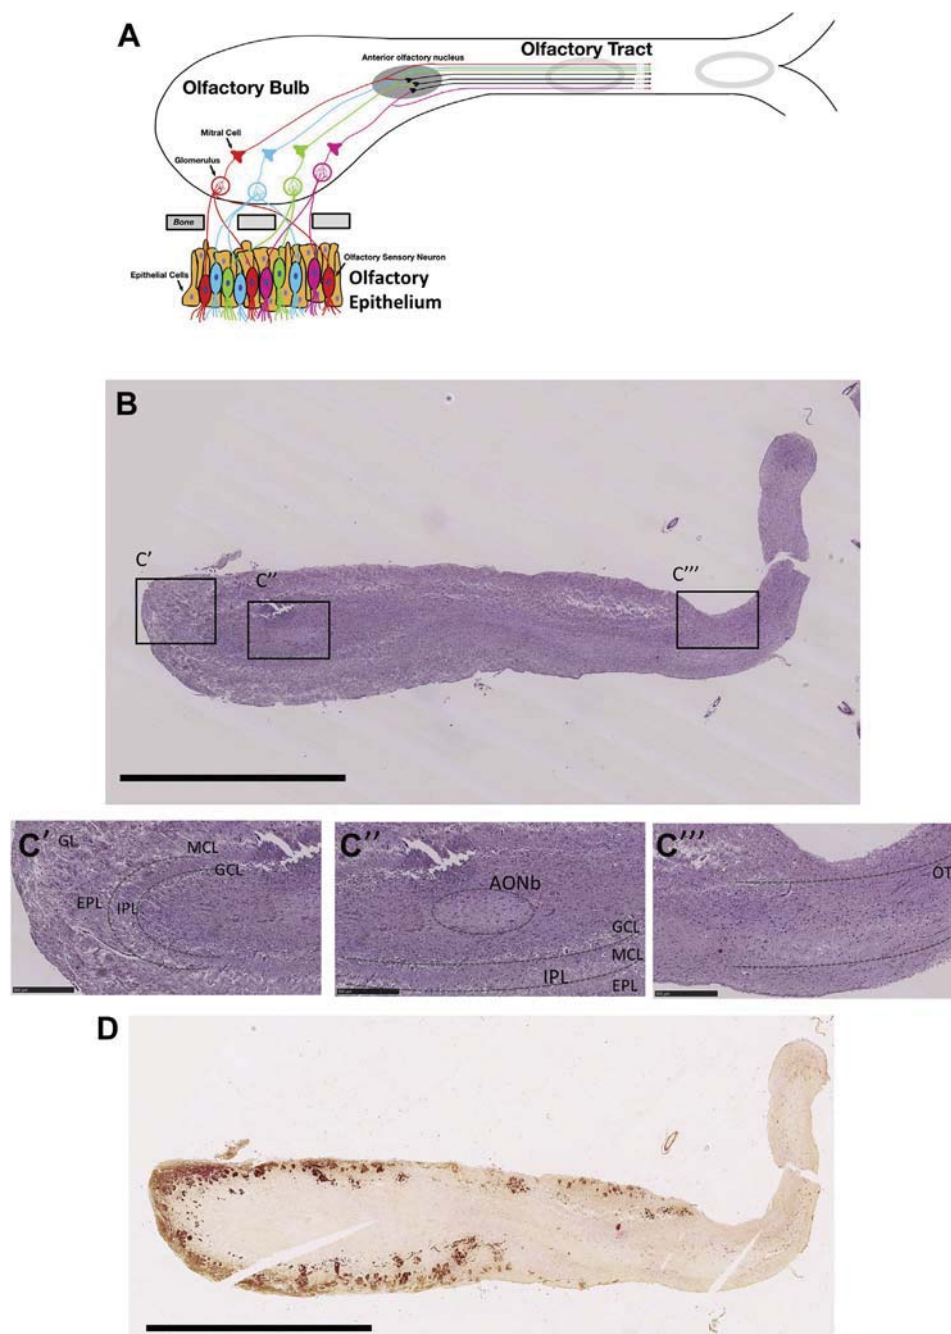 A
Olfactory Tract
Anterior olfactory nucleus
Olfactory Bulb
Mitral Cell
Glomerulus
Bone
Olfactory Sensory Neuron
Epithelial Cells
Olfactory
Epithelium
B
C'
C''
C'''
C'
GL
MCL
GCL
EPL
IPL
C''
AONb
GCL
MCL
IPL
EPL
C'''
OT
D